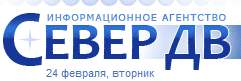 ИНФОРМАЦИОННОЕ АГЕНТСТВО
СЕВЕР ДВ
24 февраля, вторник